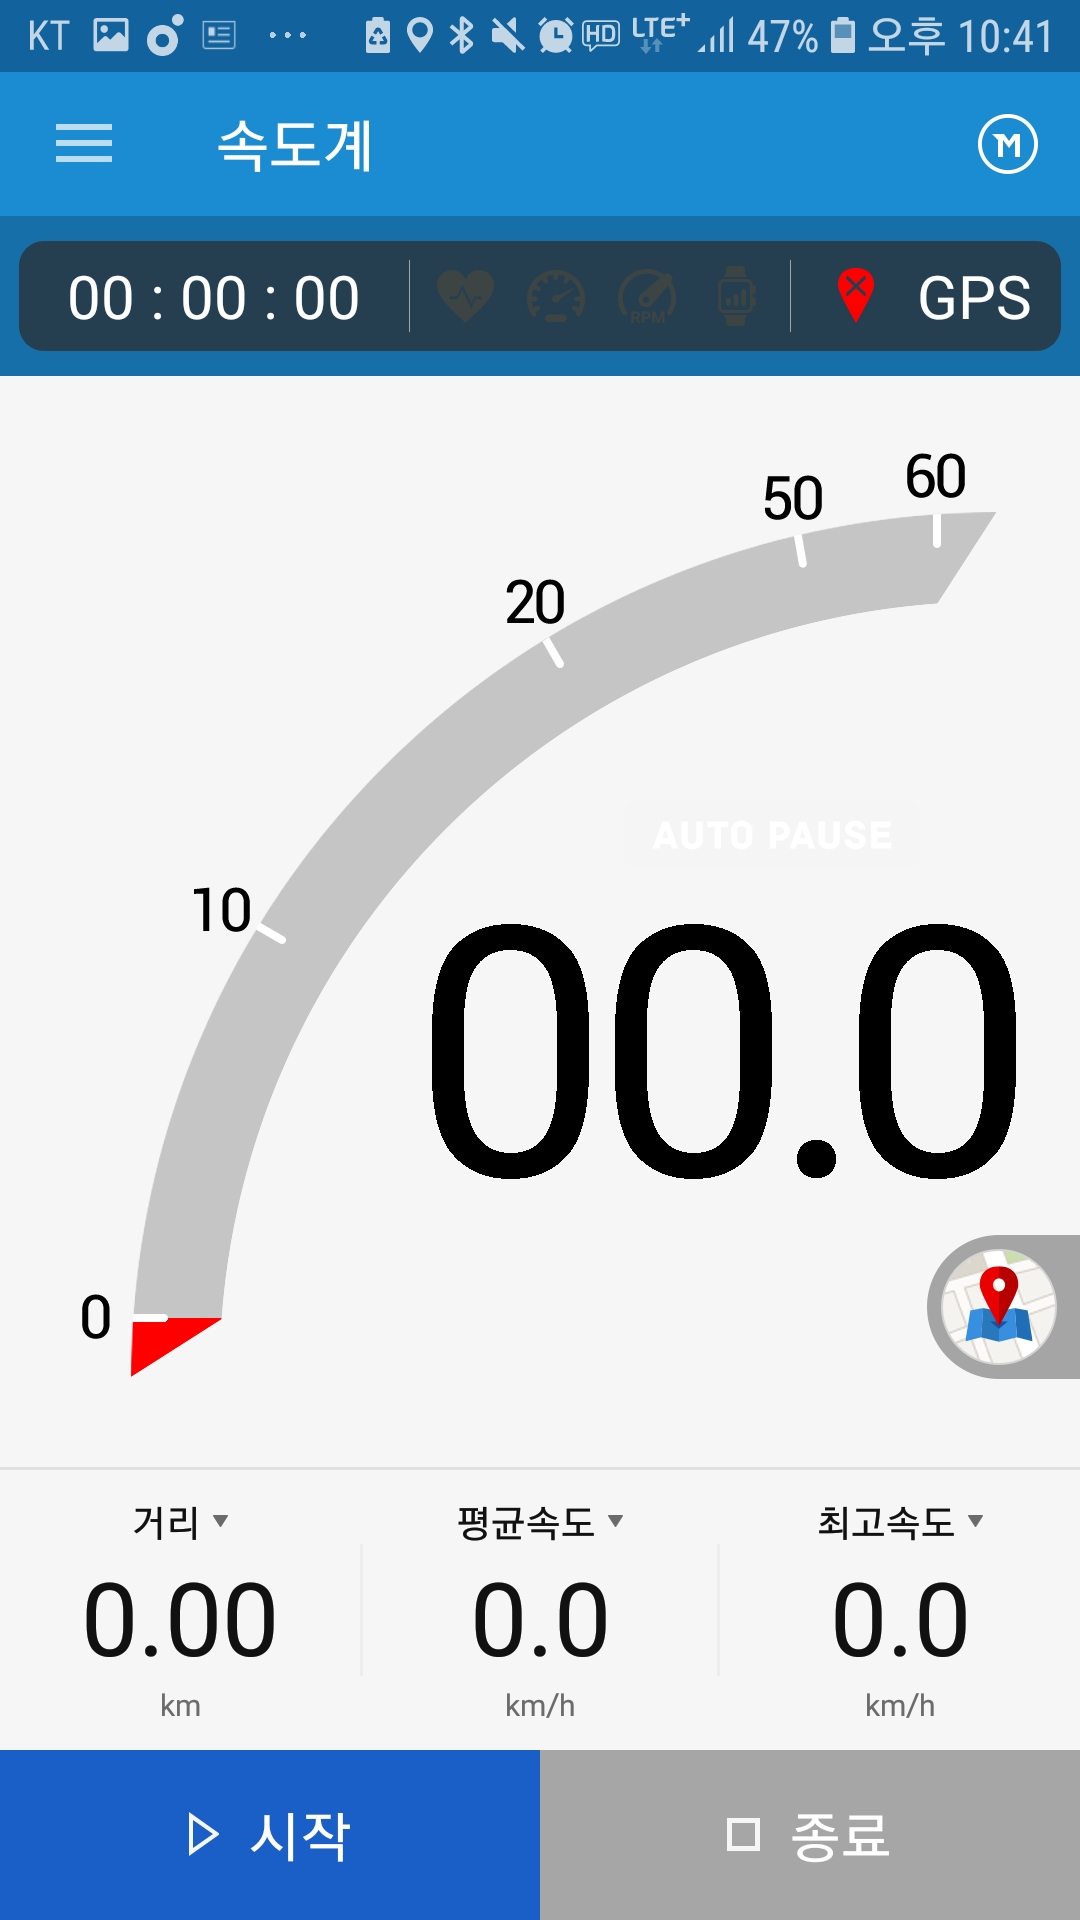 KT ... HD LTE+ 47% 오후 10:41
속도계 M
00 : 00 : 00 RPM GPS
60
50
20
AUTO PAUSE
10
00.0
0
거리 평균속도 최고속도
0.00 0.0 0.0
km km/h km/h
시작 종료